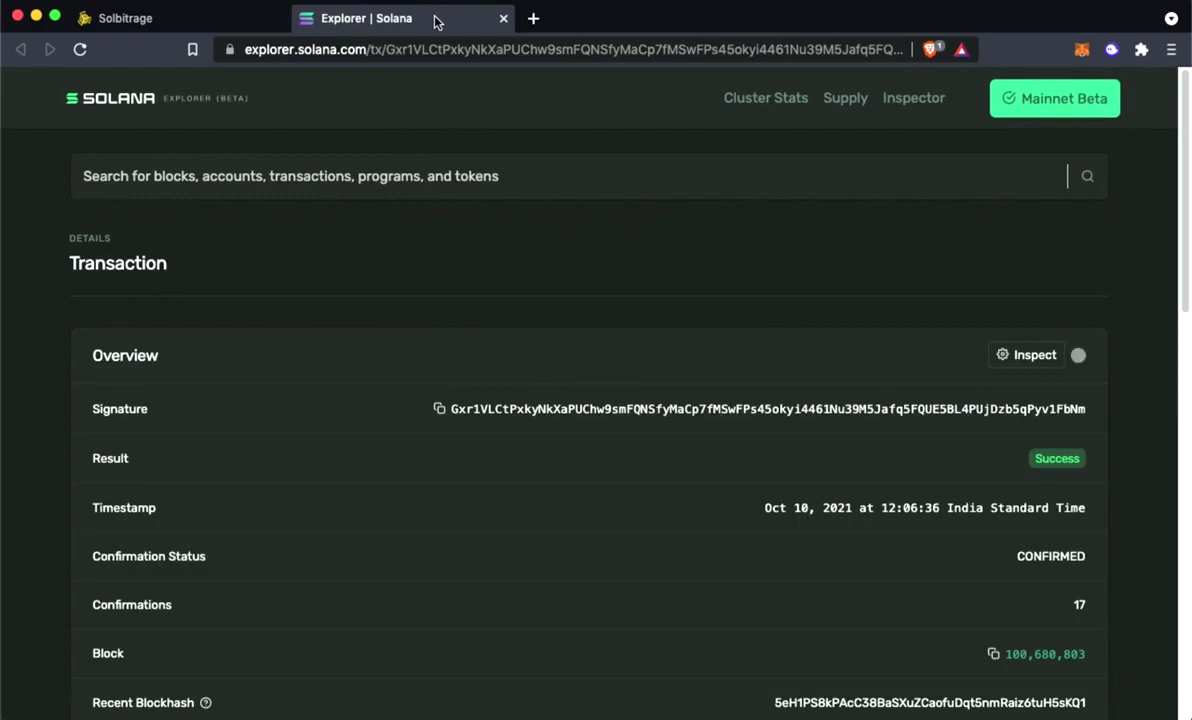 Solbitrage
Explorer | Solana
explorer.solana.com/tx/Gxr1VLCtPxkyNkXaPUChw9smFQNSfyMaCp7fMSwFPs45okyi4461Nu39M5Jafq5FQ...
1
SOLANA EXPLORER (BETA)
Cluster Stats Supply Inspector Mainnet Beta
Search for blocks, accounts, transactions, programs, and tokens
DETAILS
Transaction
Overview Inspect
Signature Gxr1VLCtPxkyNkXaPUChw9smFQNSfyMaCp7fMSwFPs45okyi4461Nu39M5Jafq5FQUE5BL4PUjDzb5qPyv1FbNm
Result Success
Timestamp Oct 10, 2021 at 12:06:36 India Standard Time
Confirmation Status CONFIRMED
Confirmations 17
Block 100,680,803
Recent Blockhash 5eH1PS8kPAcC38BaSXuZCaofuDqt5nmRaiz6tuH5sKQ1